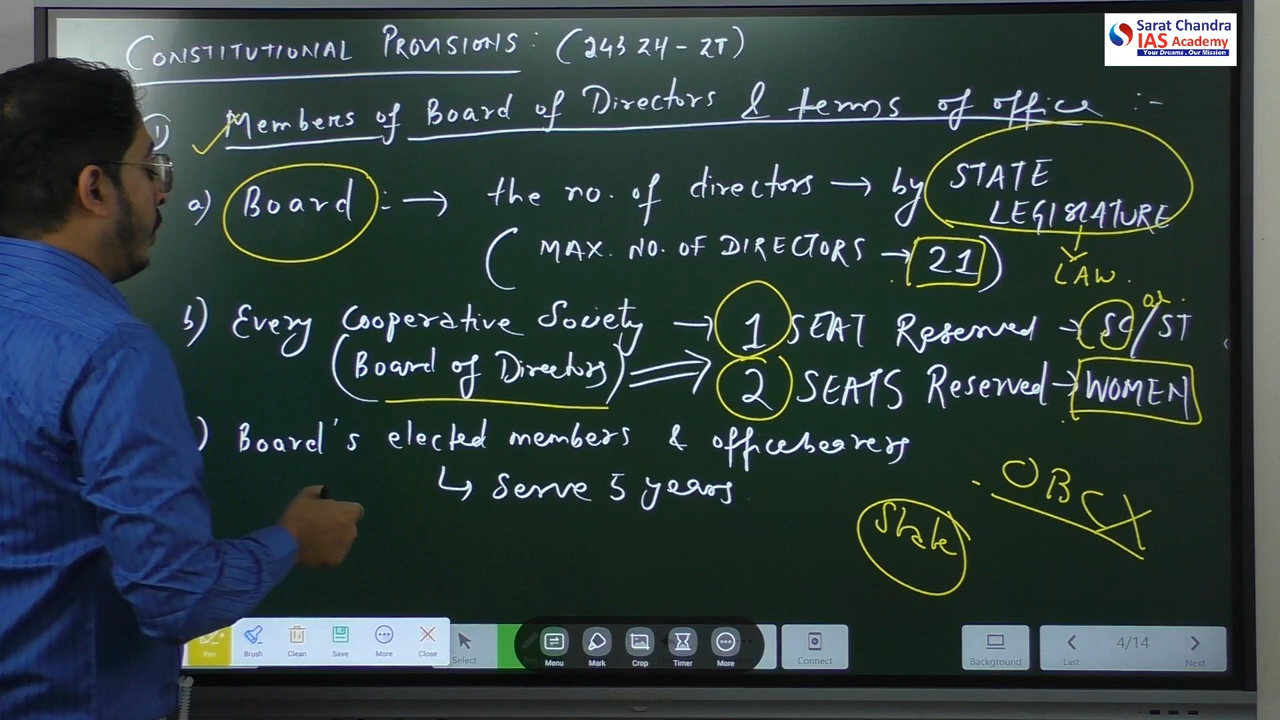 Sarat Chandra
IAS Academy
Your Dreams . Our Mission
CONSTITUTIONAL PROVISIONS : (243 ZH - ZT)
1) Members of Board of Directors & terms of office :-
a) Board : → the no. of directors → by STATE LEGISLATURE
(MAX. NO. OF DIRECTORS → 21)
LAW.
b) Every Cooperative Society → 1 SEAT Reserved → SC/ST
or
(Board of Directors) ⇒ 2 SEATS Reserved → WOMEN
) Board's elected members & officebearers
↳ Serve 5 years
OBC X
State
Pen
Brush
Clean
Save
More
Close
Select
Menu
Mark
Crop
Timer
More
Connect
Background
Last
4/14
Next